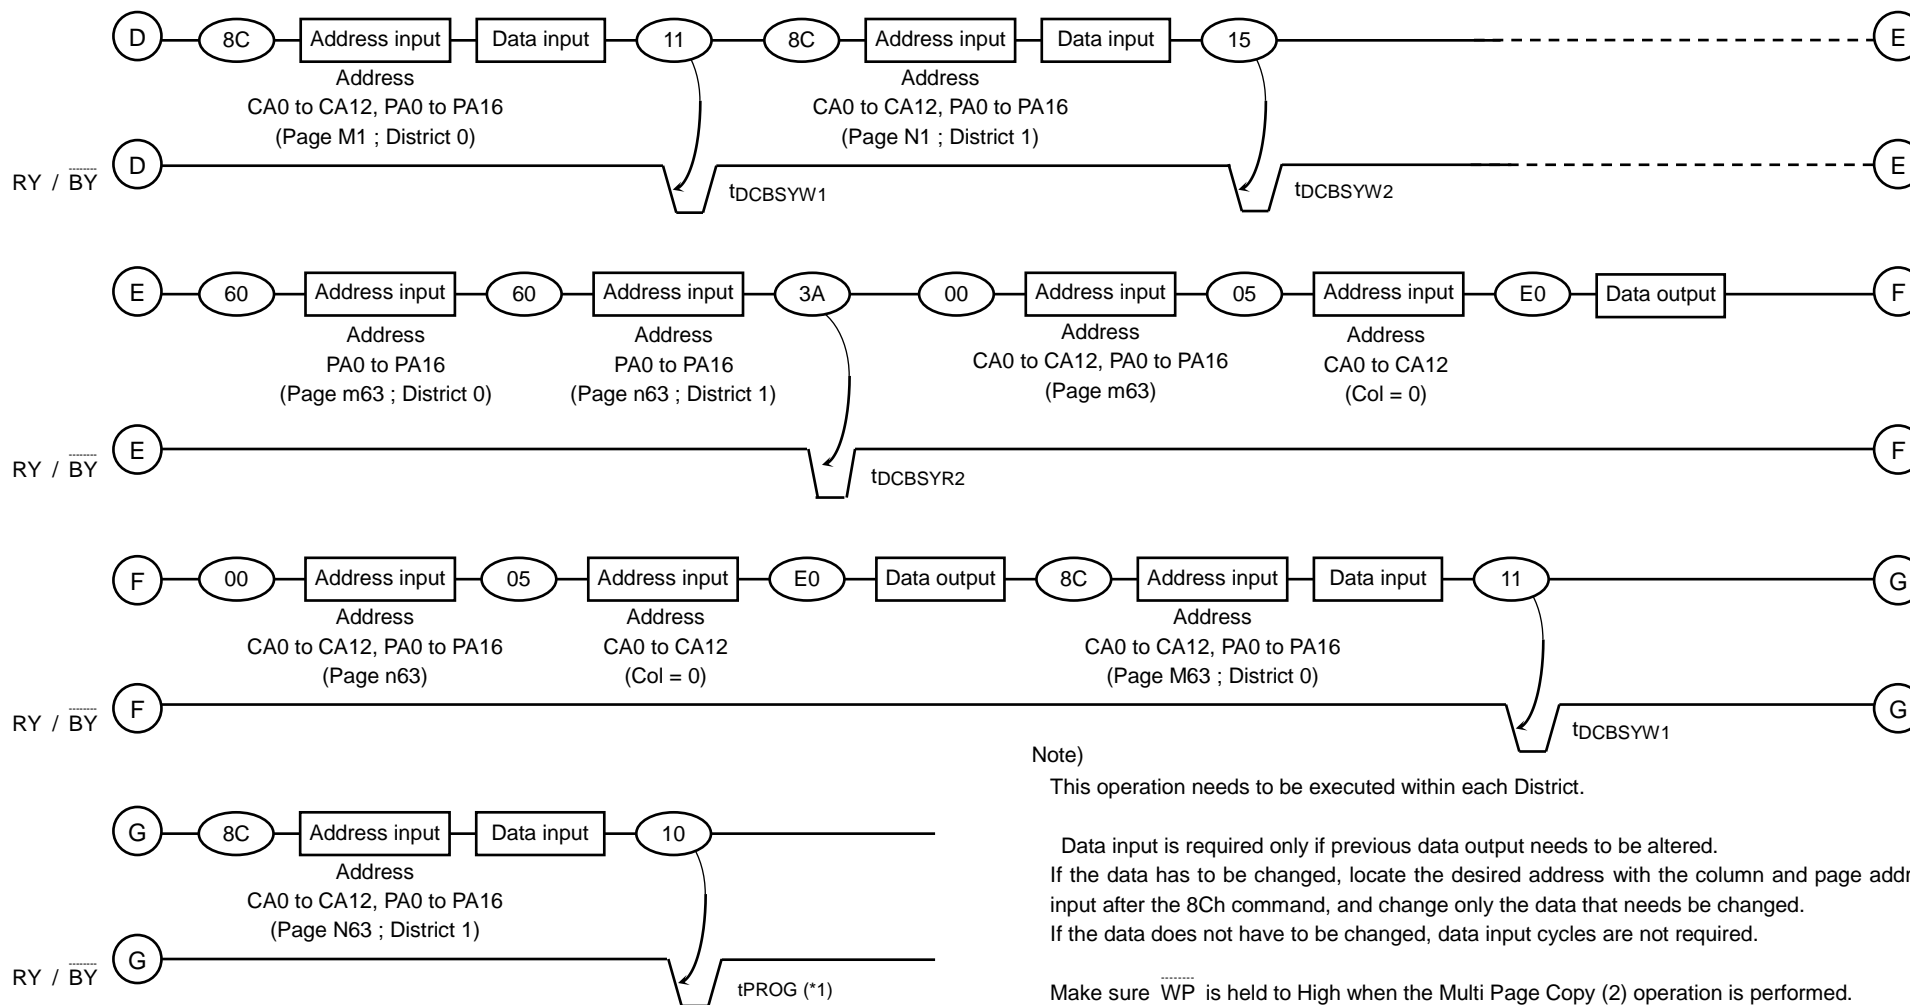 D 8C Address input Data input 11 8C Address input Data input 15 E
Address Address
CA0 to CA12, PA0 to PA16 CA0 to CA12, PA0 to PA16
(Page M1 ; District 0) (Page N1 ; District 1)
RY / BY D E
tDCBSYW1 tDCBSYW2
E 60 Address input 60 Address input 3A 00 Address input 05 Address input E0 Data output F
Address Address Address Address
PA0 to PA16 PA0 to PA16 CA0 to CA12, PA0 to PA16 CA0 to CA12
(Page m63 ; District 0) (Page n63 ; District 1) (Page m63) (Col = 0)
RY / BY E F
tDCBSYR2
F 00 Address input 05 Address input E0 Data output 8C Address input Data input 11 G
Address Address Address
CA0 to CA12, PA0 to PA16 CA0 to CA12 CA0 to CA12, PA0 to PA16
(Page n63) (Col = 0) (Page M63 ; District 0)
RY / BY F G
tDCBSYW1
G 8C Address input Data input 10
Address
CA0 to CA12, PA0 to PA16
(Page N63 ; District 1)
RY / BY G
tPROG (*1)
Note)
This operation needs to be executed within each District.
Data input is required only if previous data output needs to be altered.
If the data has to be changed, locate the desired address with the column and page addr
input after the 8Ch command, and change only the data that needs be changed.
If the data does not have to be changed, data input cycles are not required.
Make sure WP is held to High when the Multi Page Copy (2) operation is performed.